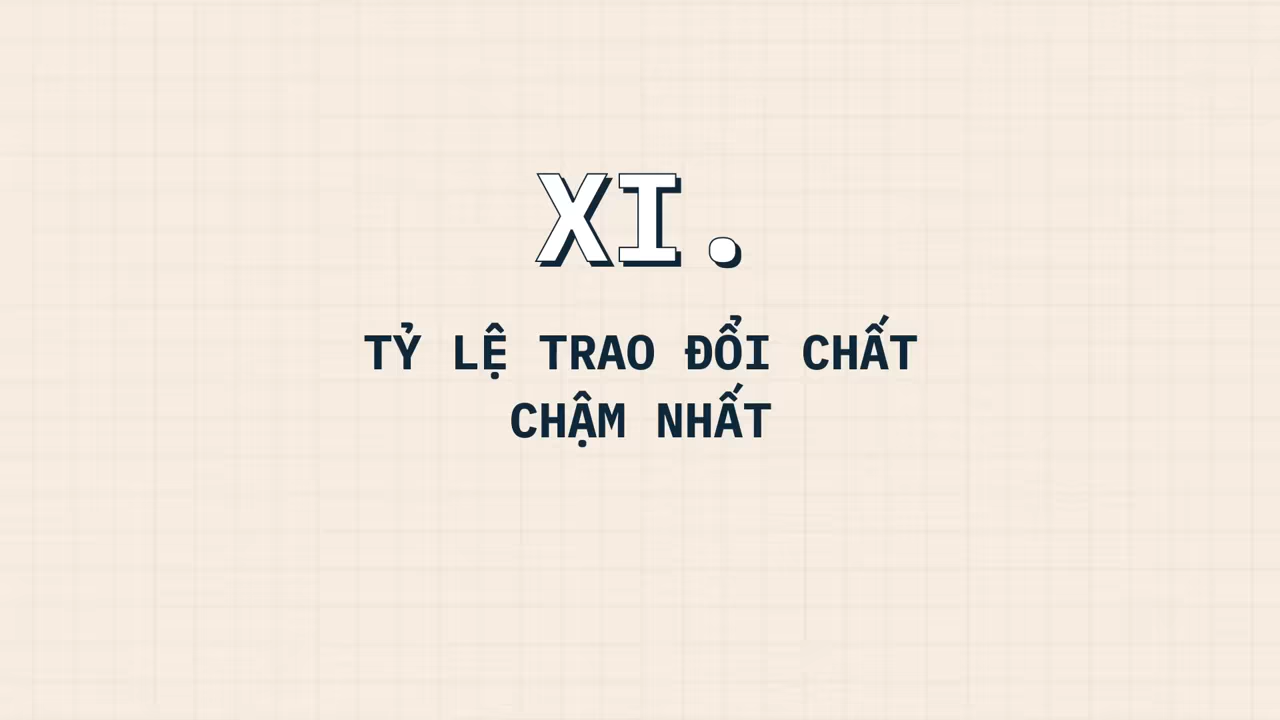 XI.
TỶ LỆ TRAO ĐỔI CHẤT
CHẬM NHẤT